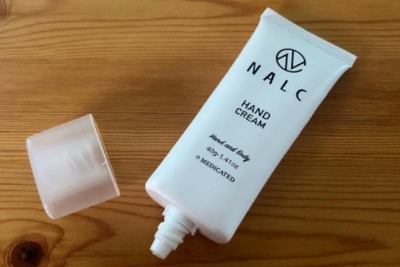 NALC
HAND
CREAM
Hand and Body
40g-1.41oz
MEDICATED